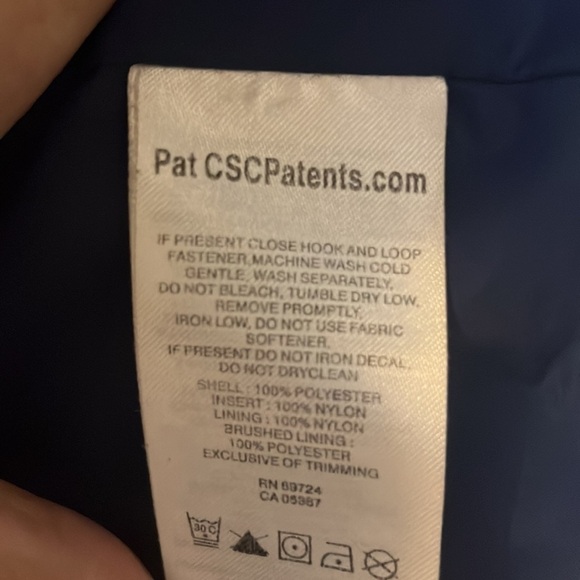 Pat CSCPatents.com
IF PRESENT CLOSE HOOK AND LOOP
FASTENER, MACHINE WASH COLD
GENTLE, WASH SEPARATELY,
DO NOT BLEACH, TUMBLE DRY LOW,
REMOVE PROMPTLY,
IRON LOW, DO NOT USE FABRIC
SOFTENER.
IF PRESENT DO NOT IRON DECAL,
DO NOT DRYCLEAN
SHELL : 100% POLYESTER
INSERT : 100% NYLON
LINING : 100% NYLON
BRUSHED LINING :
100% POLYESTER
EXCLUSIVE OF TRIMMING
RN 69724
CA 05367
30 C